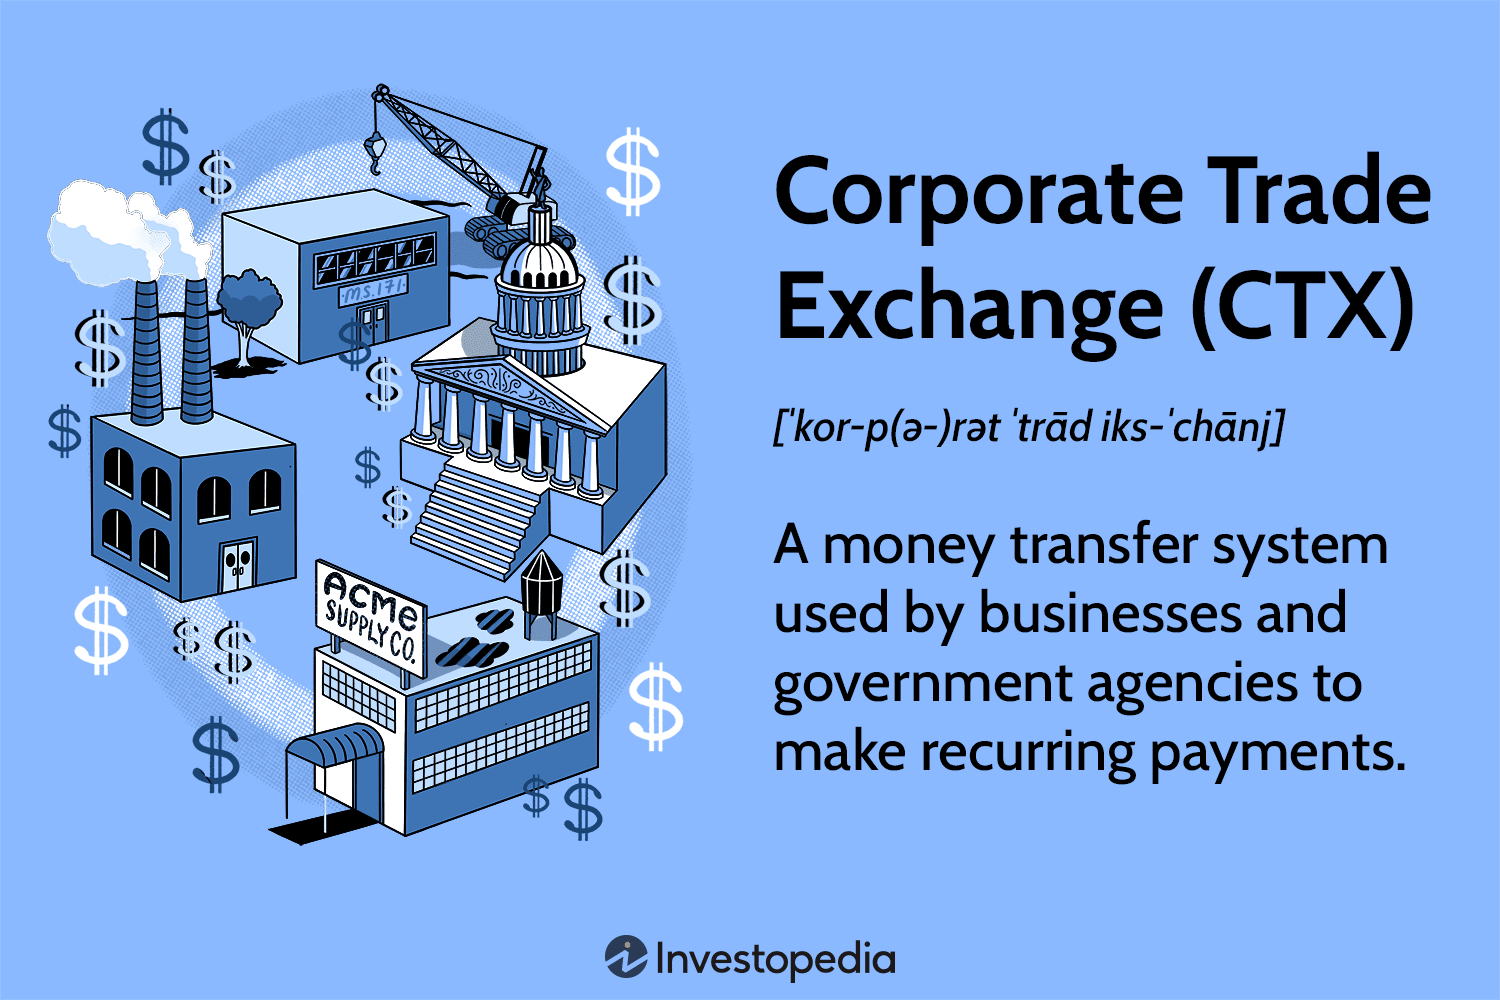 Corporate Trade
Exchange (CTX)
[ˈkor-p(ə-)rət ˈtrād iks-ˈchānj]
A money transfer system
used by businesses and
government agencies to
make recurring payments.
M.S. 171
ACME
SUPPLY CO.
Investopedia